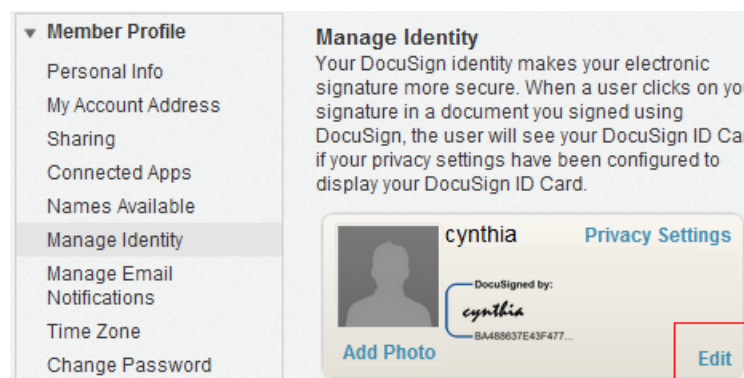 Member Profile
Personal Info
My Account Address
Sharing
Connected Apps
Names Available
Manage Identity
Manage Email
Notifications
Time Zone
Change Password
Manage Identity
Your DocuSign identity makes your electronic
signature more secure. When a user clicks on you
signature in a document you signed using
DocuSign, the user will see your DocuSign ID Car
if your privacy settings have been configured to
display your DocuSign ID Card.
cynthia
Privacy Settings
DocuSigned by:
cynthia
BA488637E43F477...
Add Photo
Edit